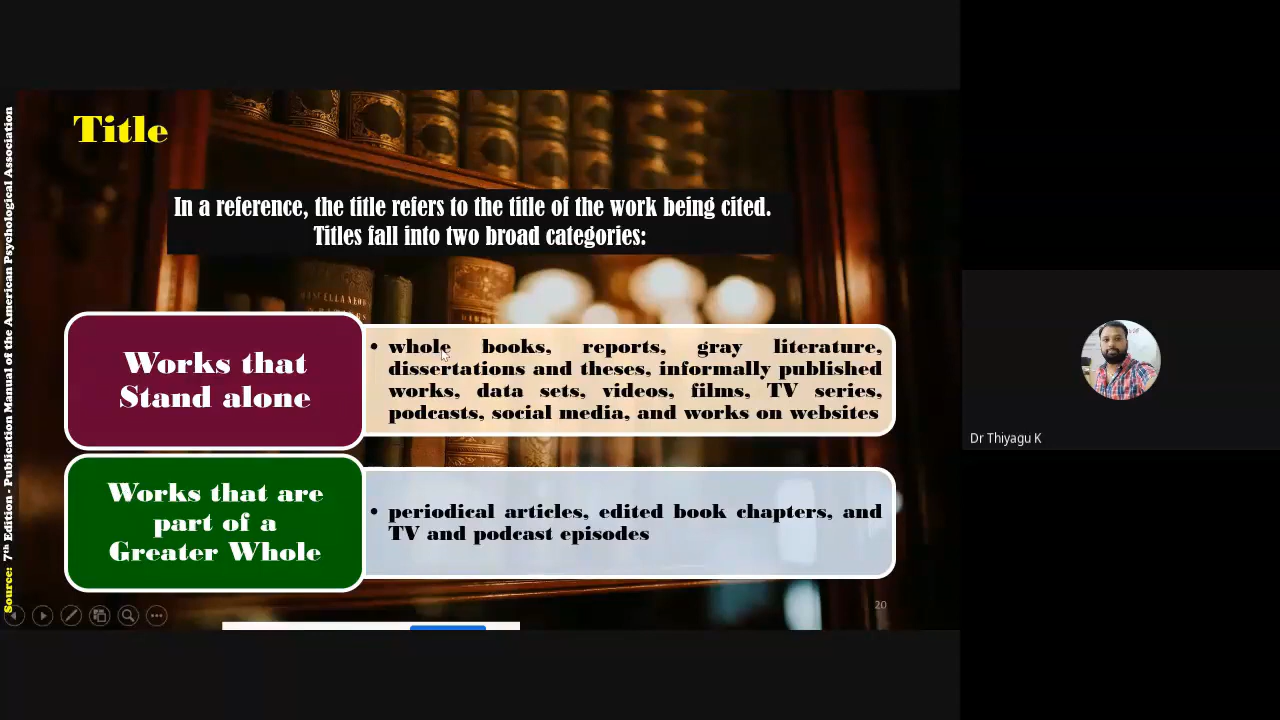 Title
In a reference, the title refers to the title of the work being cited.
Titles fall into two broad categories:
Works that
Stand alone
• whole books, reports, gray literature,
dissertations and theses, informally published
works, data sets, videos, films, TV series,
podcasts, social media, and works on websites
Works that are
part of a
Greater Whole
• periodical articles, edited book chapters, and
TV and podcast episodes
20
Source: 7th Edition - Publication Manual of the American Psychological Association
Dr Thiyagu K